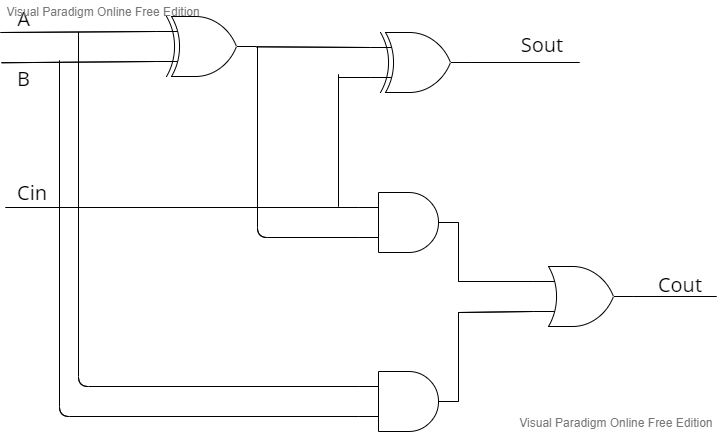 Visual Paradigm Online Free Edition
A
B
Sout
Cin
Cout
Visual Paradigm Online Free Edition